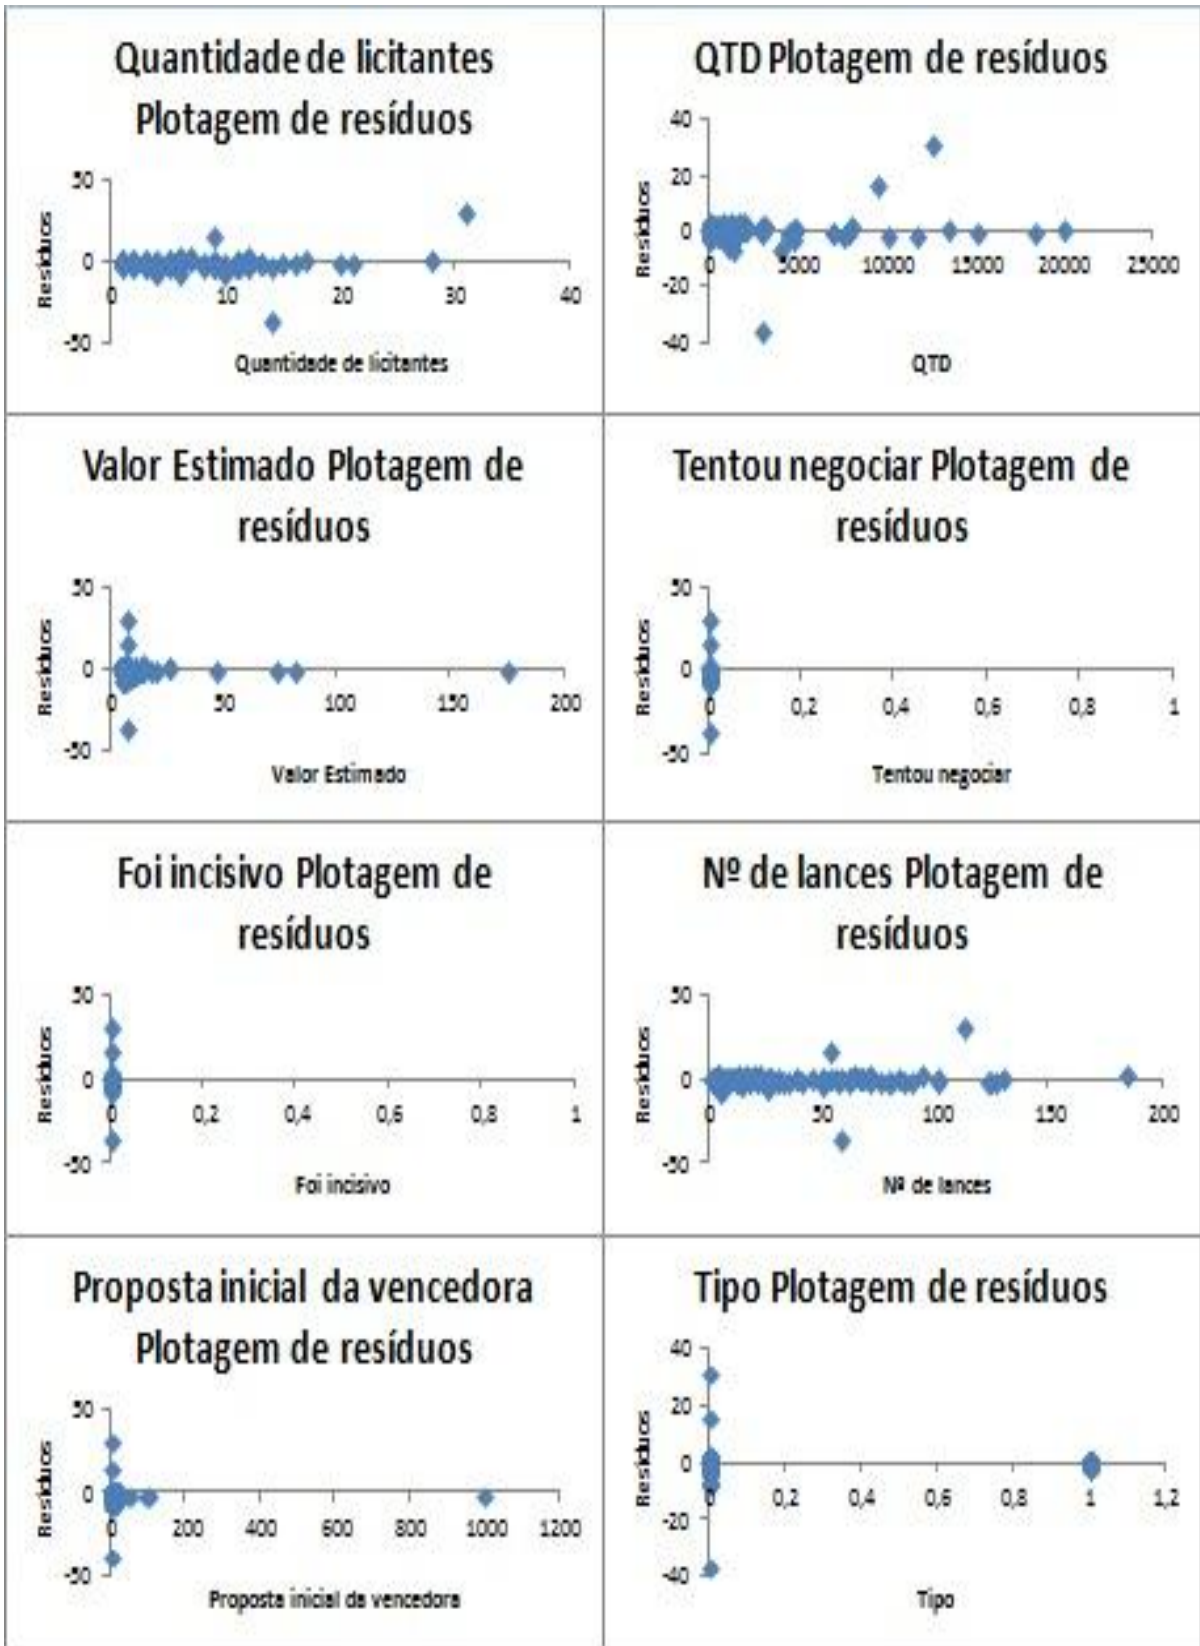 Quantidade de licitantes
Plotagem de resíduos
Resíduos
50
0
-50
0 10 20 30 40
Quantidade de licitantes
QTD Plotagem de resíduos
Resíduos
40
20
0
-20
-40
0 5000 10000 15000 20000 25000
QTD
Valor Estimado Plotagem de
resíduos
Resíduos
50
0
-50
0 50 100 150 200
Valor Estimado
Tentou negociar Plotagem de
resíduos
Resíduos
50
0
-50
0 0,2 0,4 0,6 0,8 1
Tentou negociar
Foi incisivo Plotagem de
resíduos
Resíduos
50
0
-50
0 0,2 0,4 0,6 0,8 1
Foi incisivo
Nº de lances Plotagem de
resíduos
Resíduos
50
0
-50
0 50 100 150 200
Nº de lances
Proposta inicial da vencedora
Plotagem de resíduos
Resíduos
50
0
-50
0 200 400 600 800 1000 1200
Proposta inicial da vencedora
Tipo Plotagem de resíduos
Resíduos
40
20
0
-20
-40
0 0,2 0,4 0,6 0,8 1 1,2
Tipo